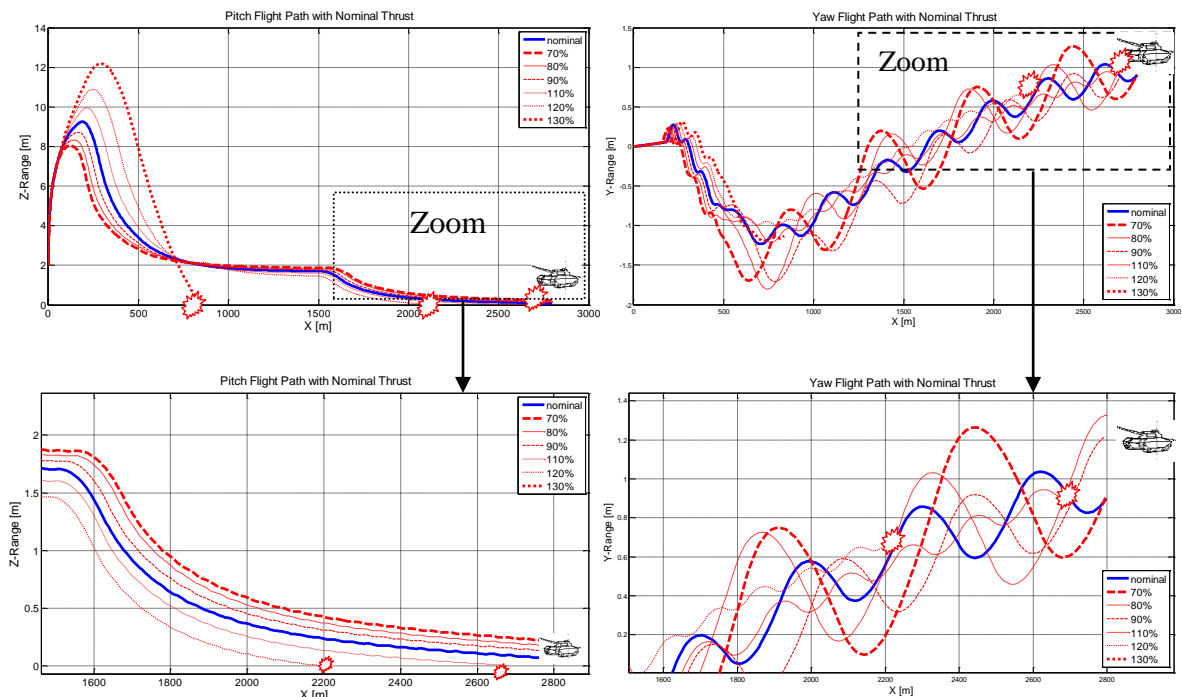 Pitch Flight Path with Nominal Thrust
14
12
10
8
6
4
2
0
Z-Range [m]
0 500 1000 1500 2000 2500 3000
X [m]
nominal
70%
80%
90%
110%
120%
130%
Zoom
Yaw Flight Path with Nominal Thrust
1.5
1
0.5
0
-0.5
-1
-1.5
-2
Y-Range [m]
0 500 1000 1500 2000 2500 3000
X [m]
Zoom
nominal
70%
80%
90%
110%
120%
130%
Pitch Flight Path with Nominal Thrust
2
1.5
1
0.5
0
Z-Range [m]
1600 1800 2000 2200 2400 2600 2800
X [m]
nominal
70%
80%
90%
110%
120%
130%
Yaw Flight Path with Nominal Thrust
1.4
1.2
1
0.8
0.6
0.4
0.2
Y-Range [m]
1600 1800 2000 2200 2400 2600 2800
X [m]
nominal
70%
80%
90%
110%
120%
130%